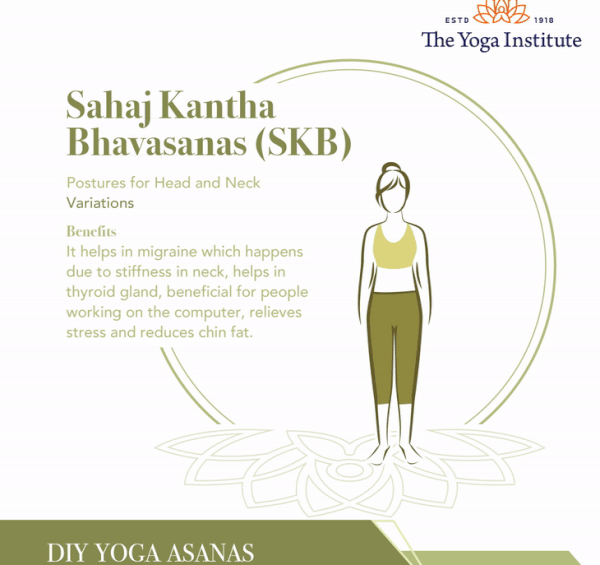 ESTD 1918
The Yoga Institute
Sahaj Kantha
Bhavasanas (SKB)
Postures for Head and Neck
Variations
Benefits
It helps in migraine which happens
due to stiffness in neck, helps in
thyroid gland, beneficial for people
working on the computer, relieves
stress and reduces chin fat.
DIY YOGA ASANAS